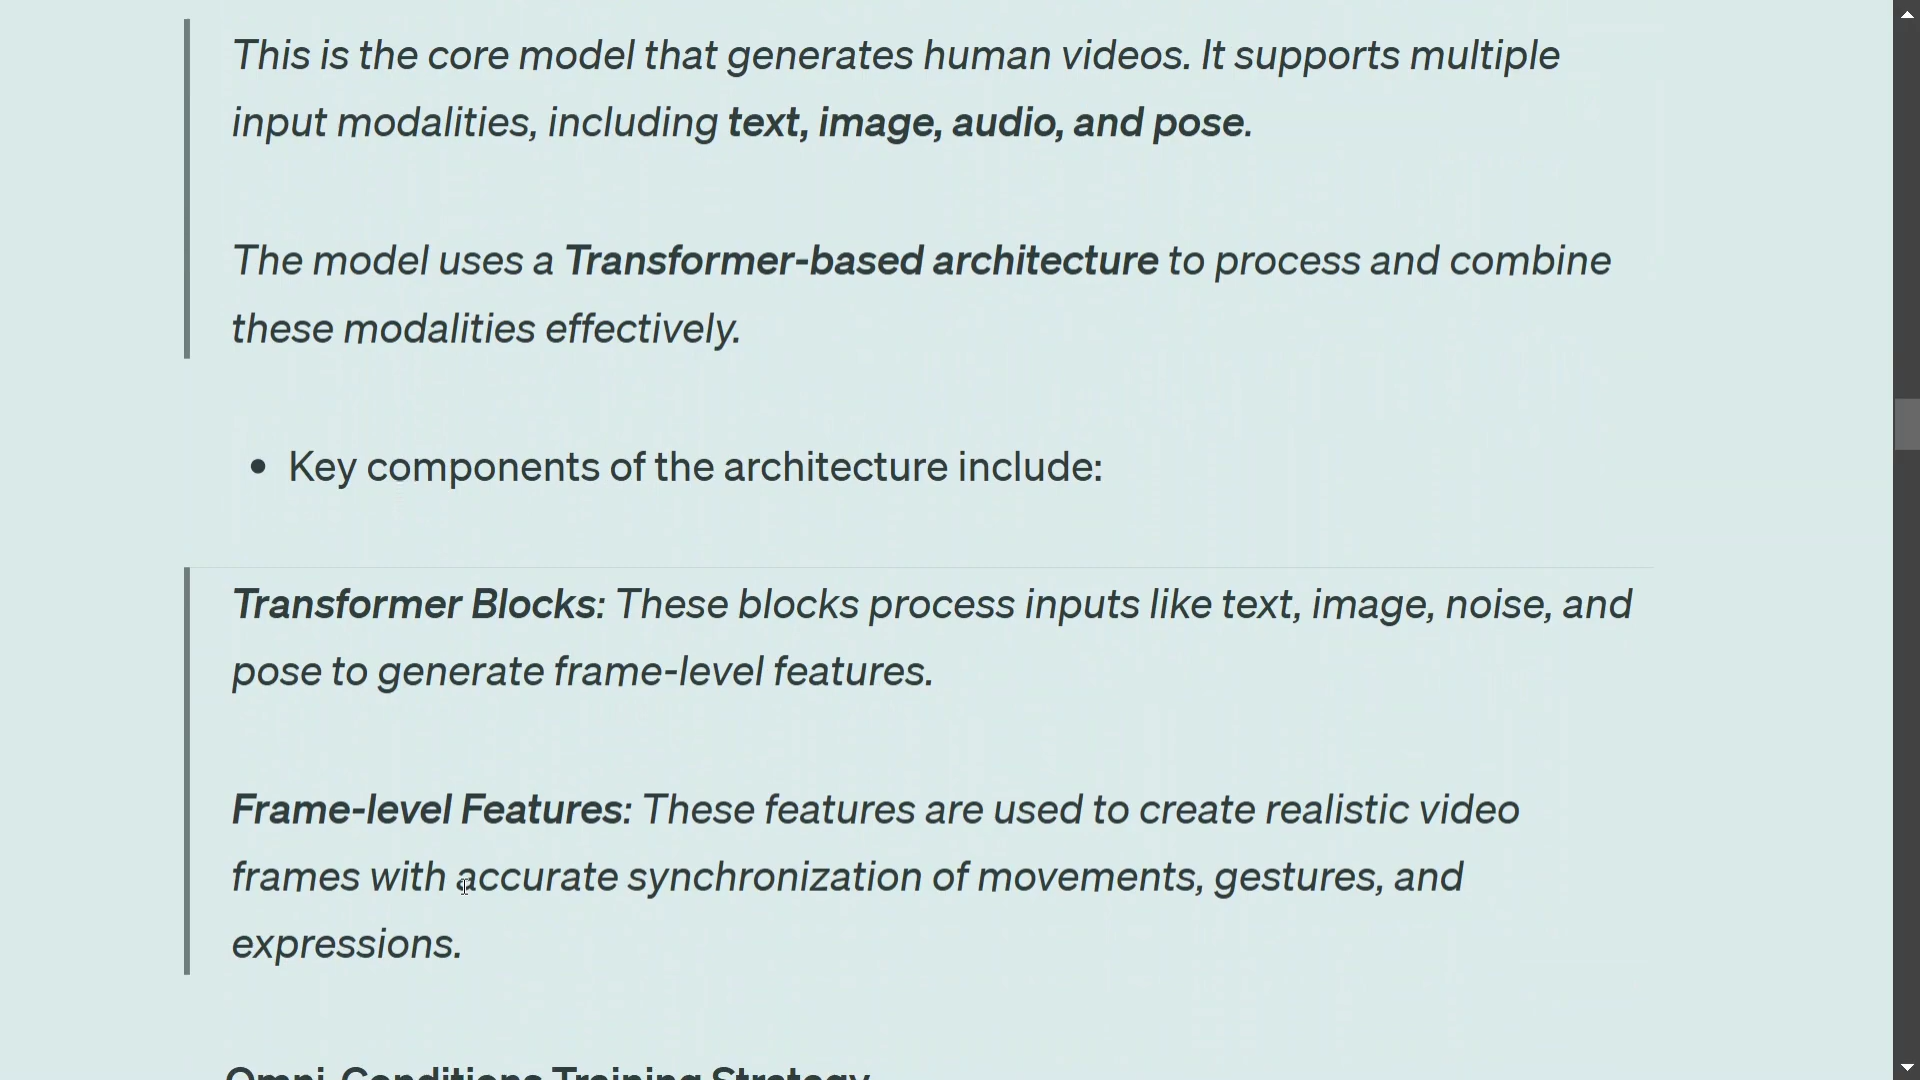 This is the core model that generates human videos. It supports multiple
input modalities, including text, image, audio, and pose.
The model uses a Transformer-based architecture to process and combine
these modalities effectively.
• Key components of the architecture include:
Transformer Blocks: These blocks process inputs like text, image, noise, and
pose to generate frame-level features.
Frame-level Features: These features are used to create realistic video
frames with accurate synchronization of movements, gestures, and
expressions.
Omni-Conditions Training Strategy